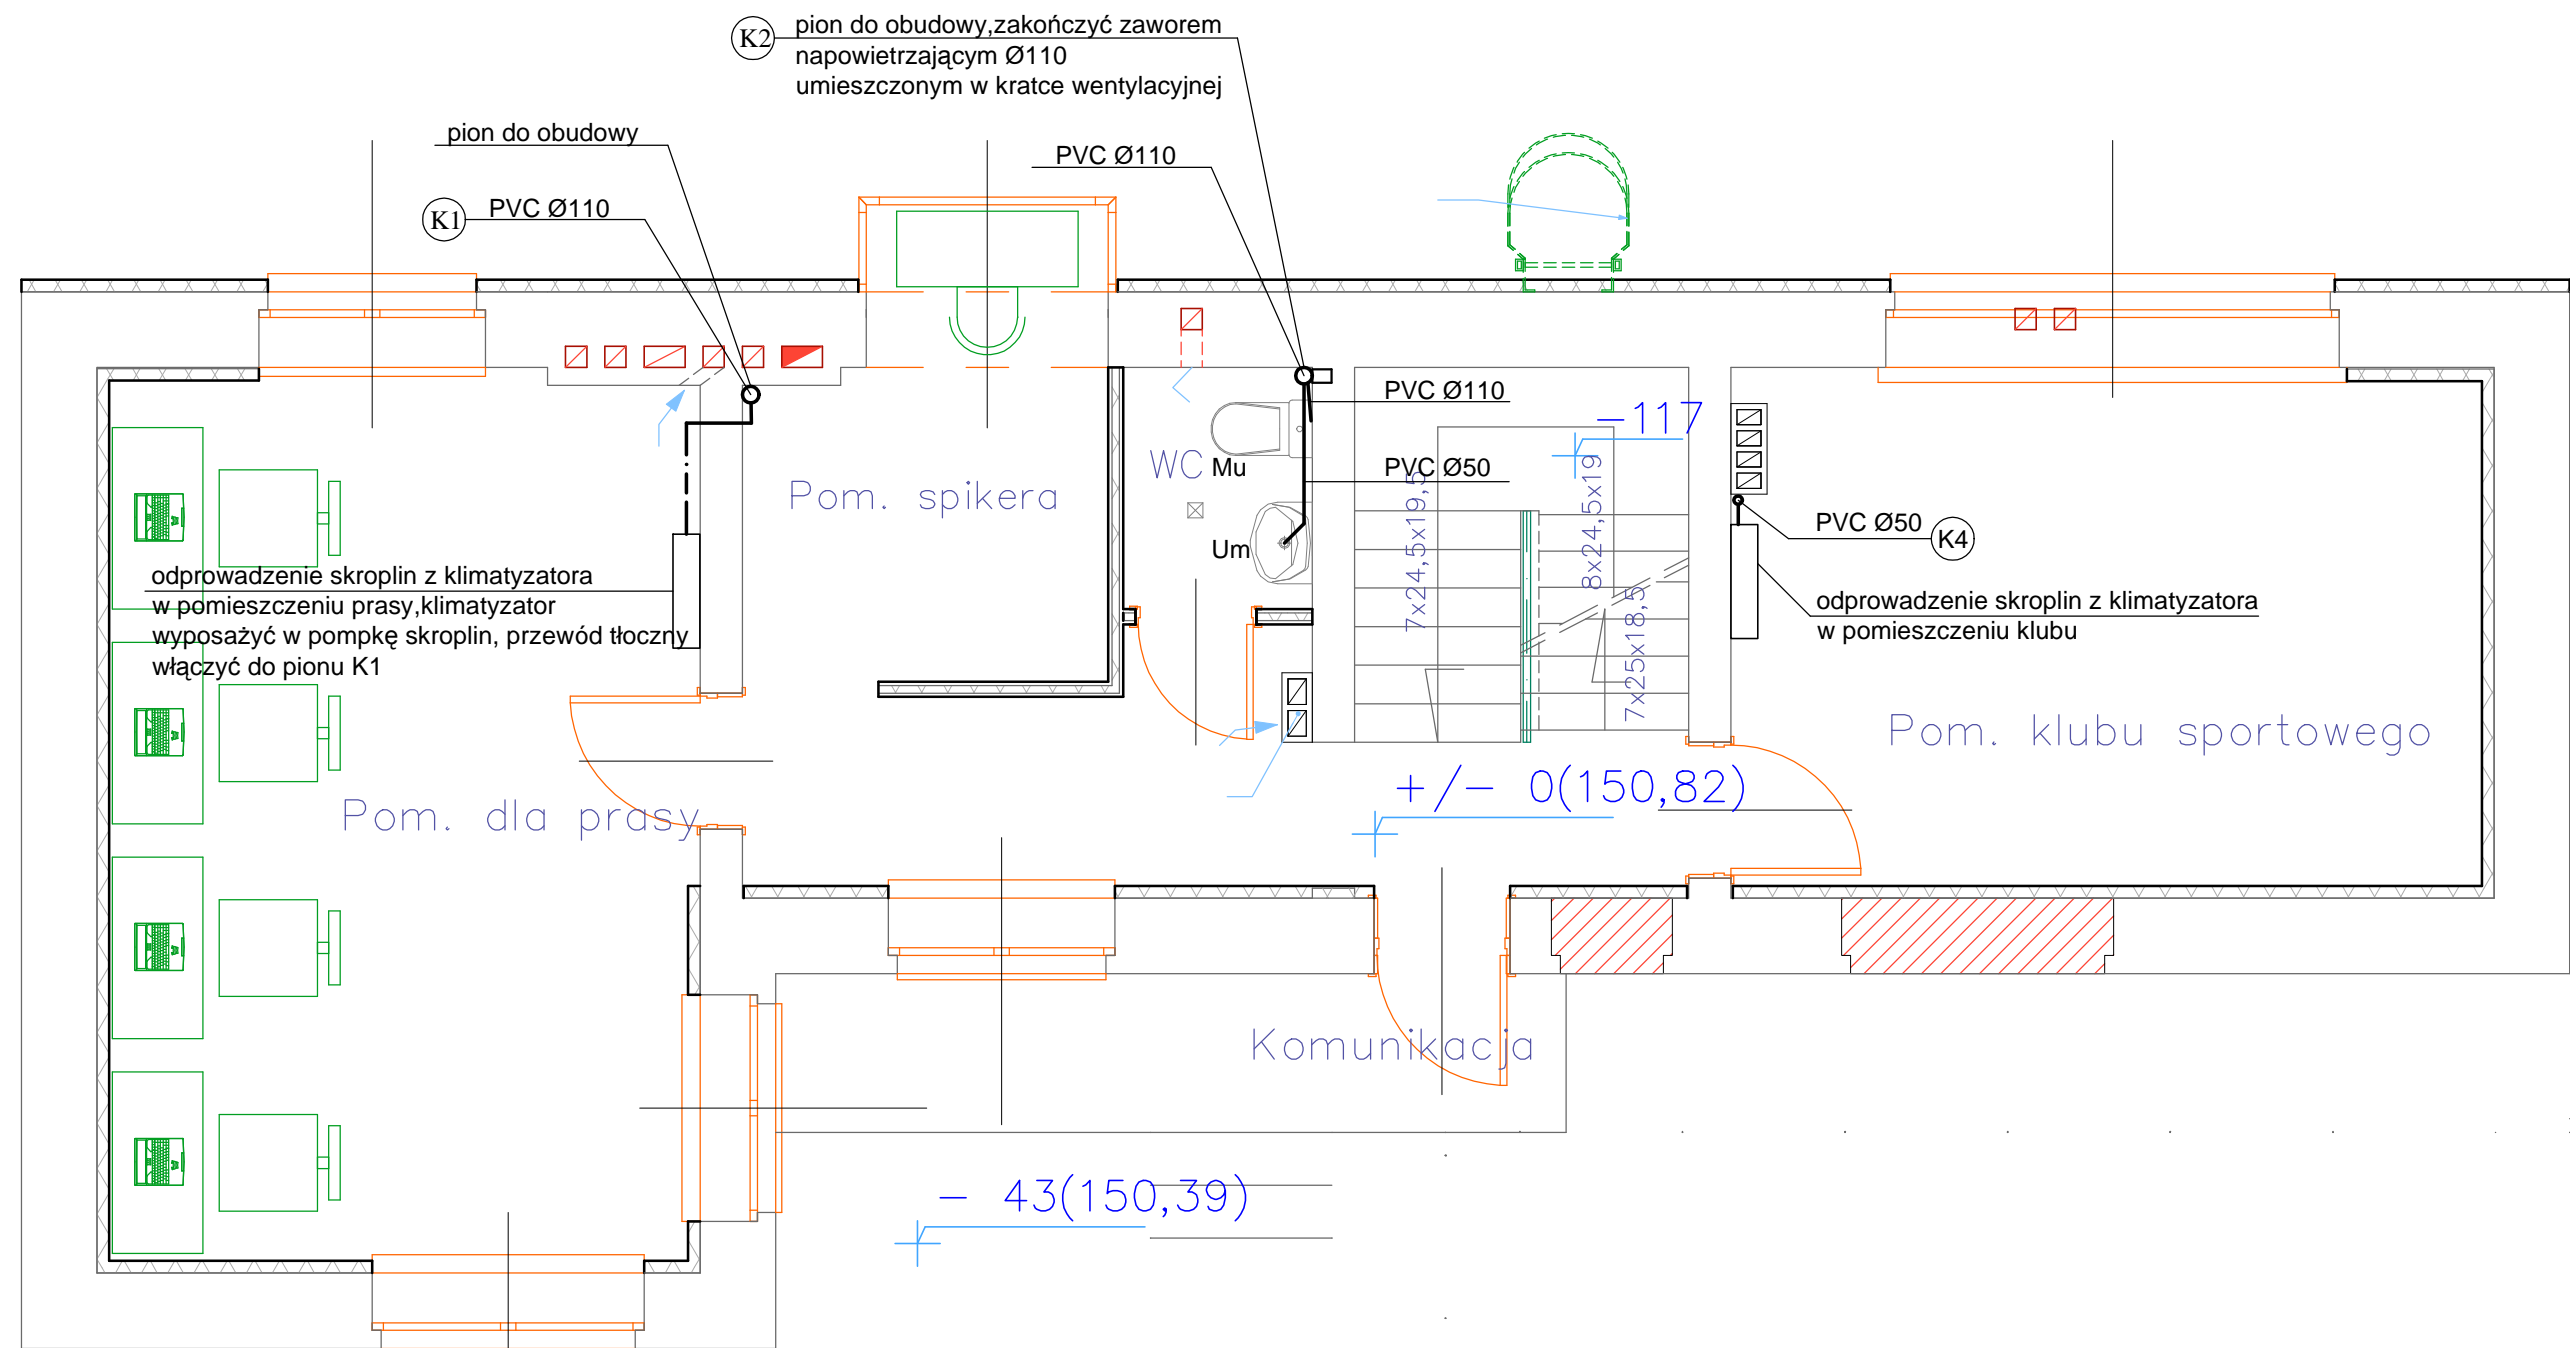 K2
pion do obudowy,zakończyć zaworem
napowietrzającym Ø110
umieszczonym w kratce wentylacyjnej
pion do obudowy
PVC Ø110
K1
PVC Ø110
PVC Ø110
-117
WC
Mu
PVC Ø50
Pom. spikera
7x24,5x19,5
8x24,5x19
7x25x18,5
Um
PVC Ø50
K4
odprowadzenie skroplin z klimatyzatora
w pomieszczeniu prasy,klimatyzator
wyposażyć w pompkę skroplin, przewód tłoczny
włączyć do pionu K1
odprowadzenie skroplin z klimatyzatora
w pomieszczeniu klubu
Pom. klubu sportowego
+/- 0(150,82)
Pom. dla prasy
Komunikacja
- 43(150,39)